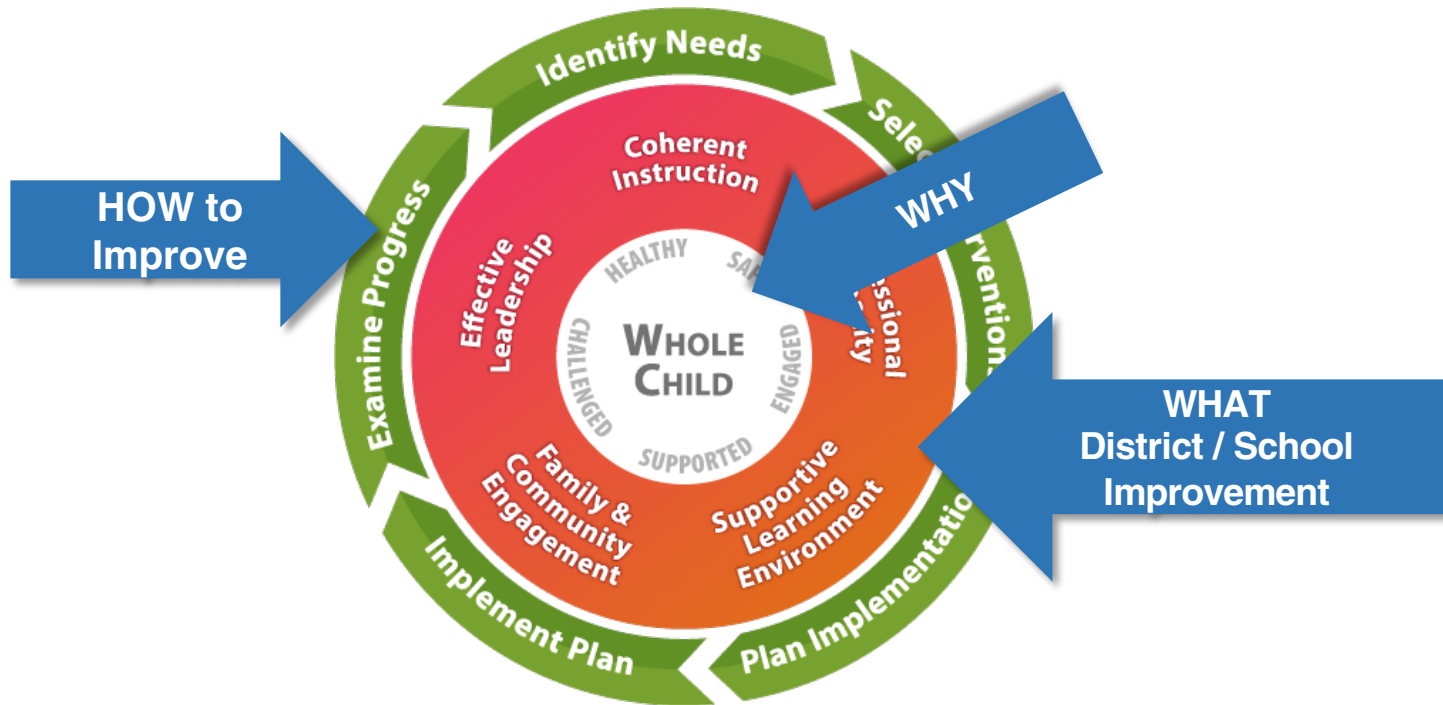 Identify Needs
HOW to
Improve
Examine Progress
Coherent
Instruction
WHY
Effective
Leadership
HEALTHY
WHOLE
CHILD
CHALLENGED
ENGAGED
SUPPORTED
WHAT
District / School
Improvement
Family &
Community
Engagement
Supportive
Learning
Environment
Implement Plan
Plan Implementatio